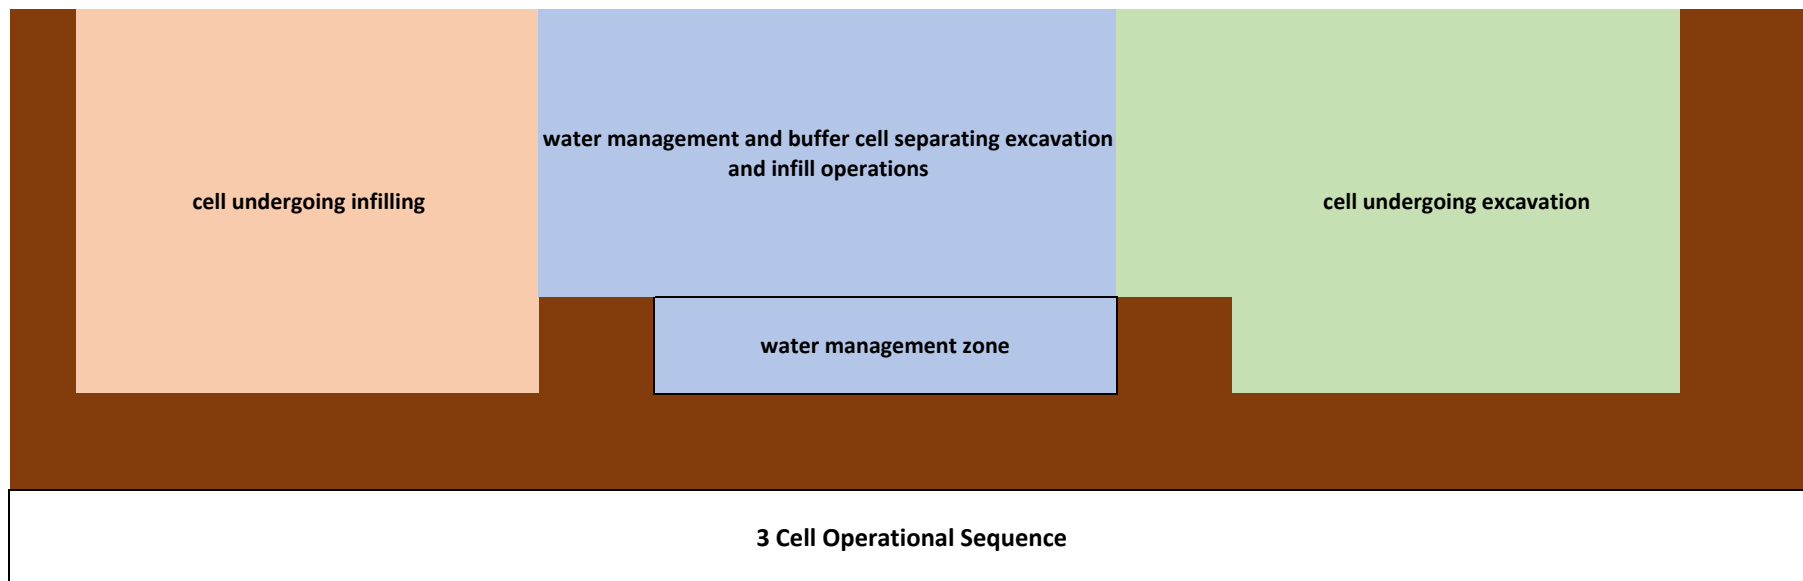 water management and buffer cell separating excavation
and infill operations
cell undergoing infilling
cell undergoing excavation
water management zone
3 Cell Operational Sequence